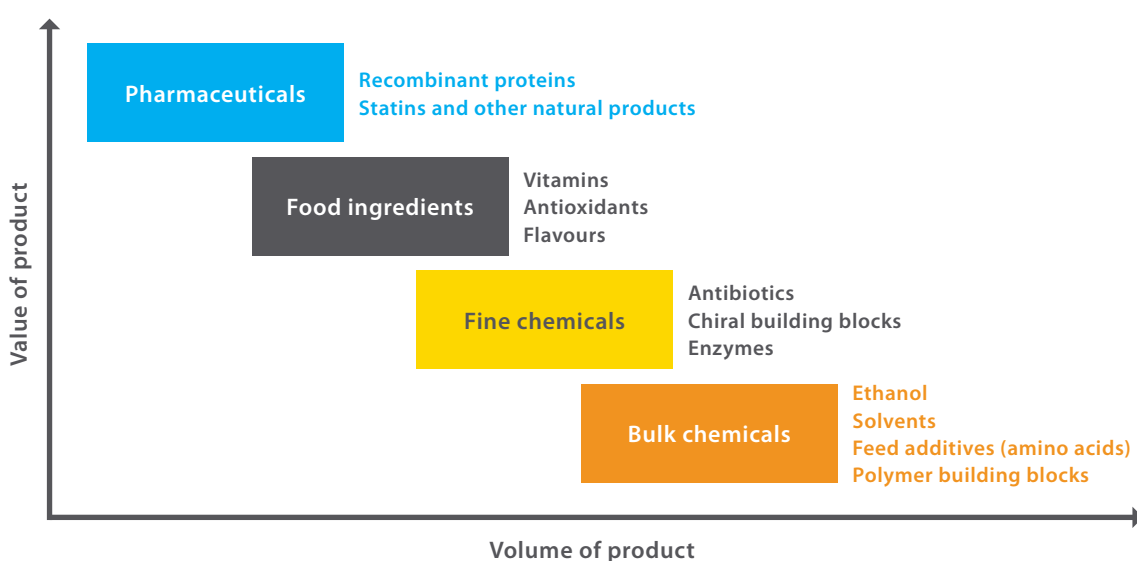 Value of product
Pharmaceuticals
Recombinant proteins
Statins and other natural products
Food ingredients
Vitamins
Antioxidants
Flavours
Fine chemicals
Antibiotics
Chiral building blocks
Enzymes
Bulk chemicals
Ethanol
Solvents
Feed additives (amino acids)
Polymer building blocks
Volume of product